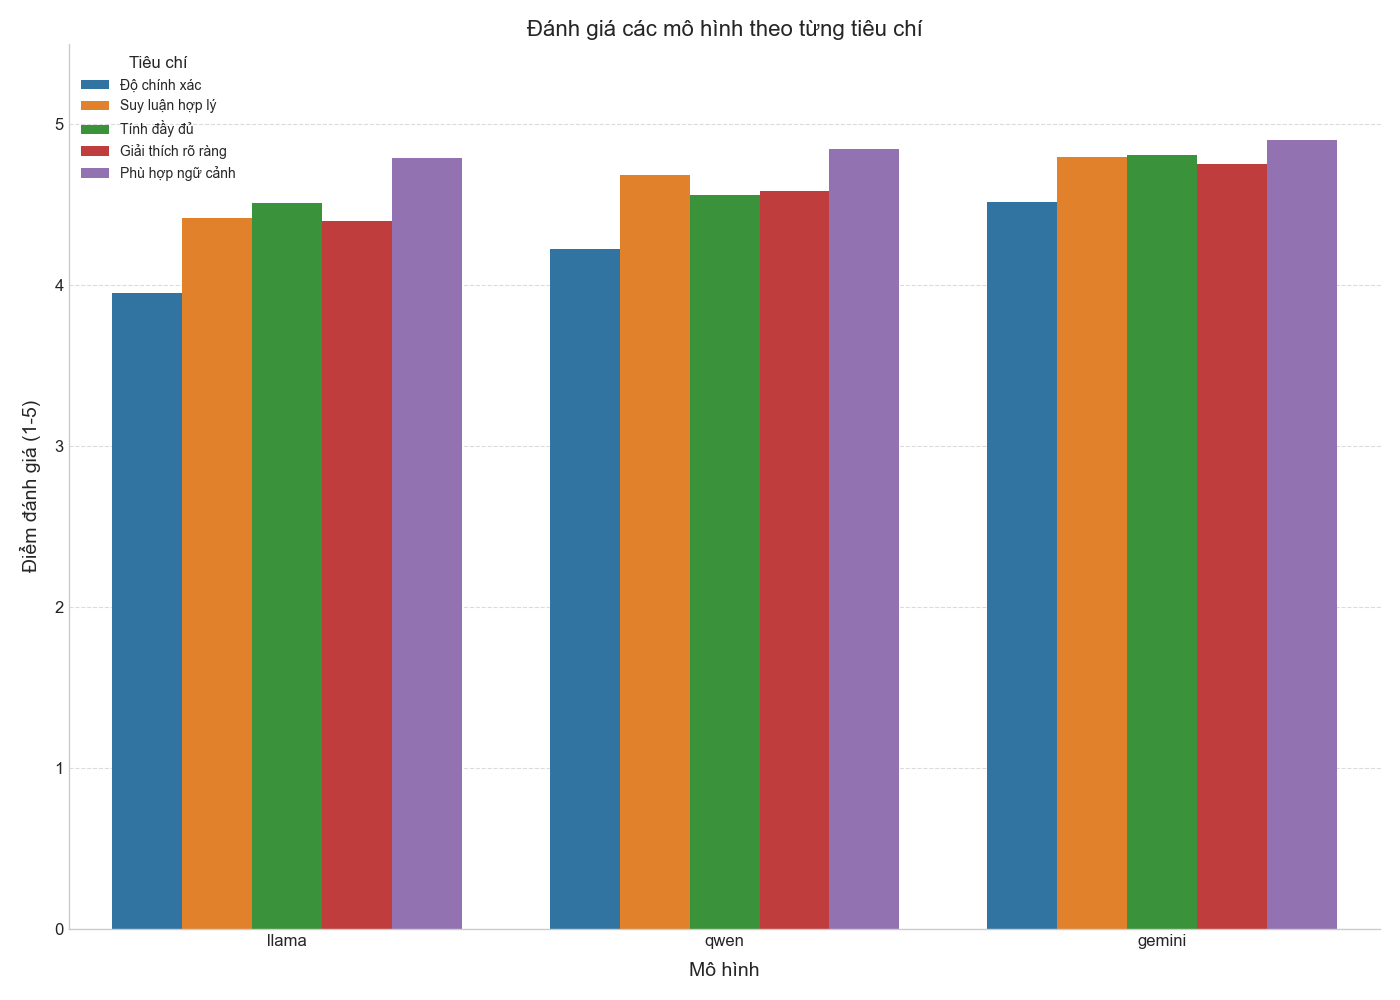 Đánh giá các mô hình theo từng tiêu chí
Tiêu chí
Độ chính xác
Suy luận hợp lý
Tính đầy đủ
Giải thích rõ ràng
Phù hợp ngữ cảnh
Điểm đánh giá (1-5)
5
4
3
2
1
0
llama
qwen
gemini
Mô hình